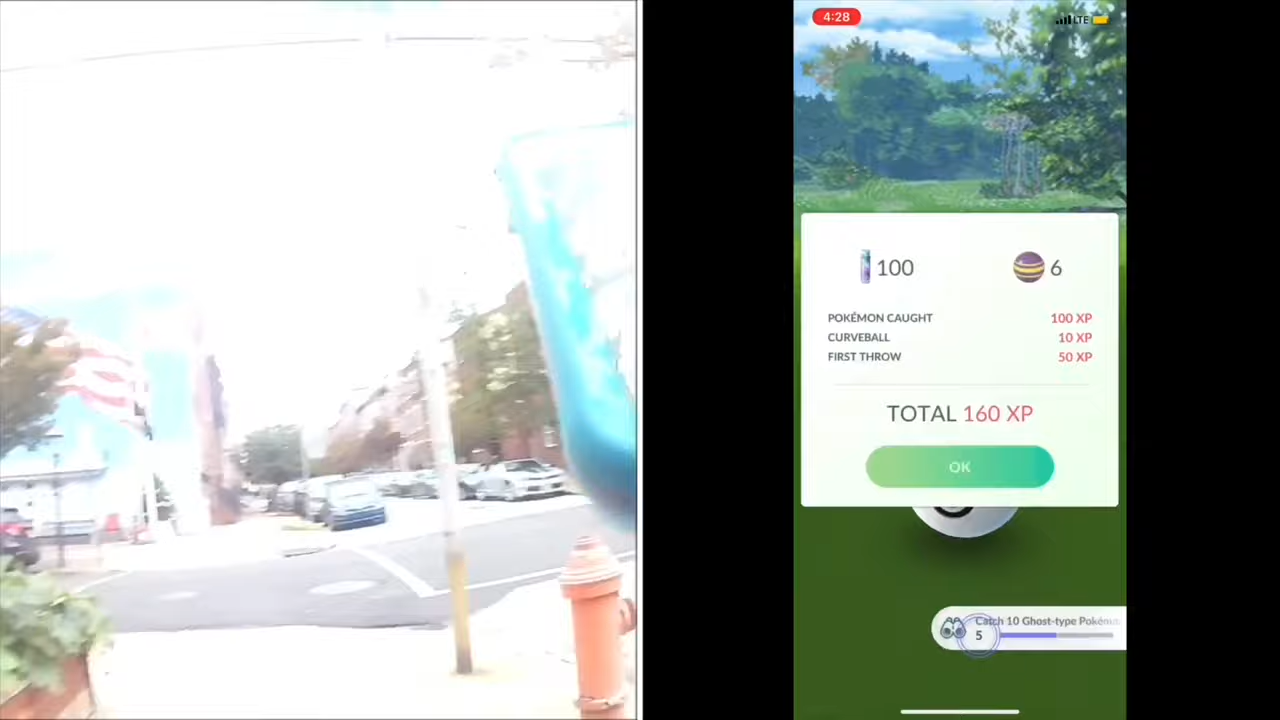 4:28
LTE
100
6
POKÉMON CAUGHT 100 XP
CURVEBALL 10 XP
FIRST THROW 50 XP
TOTAL 160 XP
OK
Catch 10 Ghost-type Pokém
5